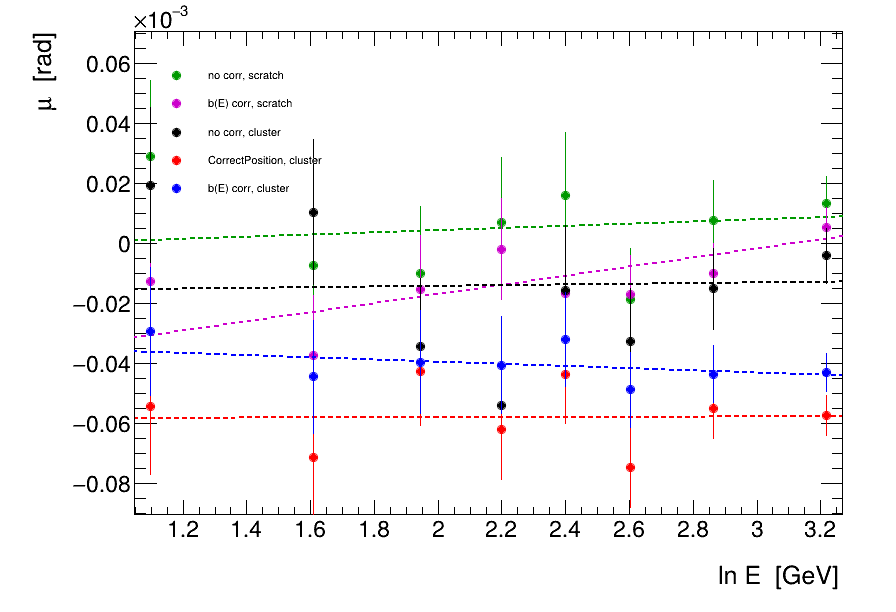 ×10⁻³
μ [rad]
0.06
0.04
0.02
0
−0.02
−0.04
−0.06
−0.08
no corr, scratch
b(E) corr, scratch
no corr, cluster
CorrectPosition, cluster
b(E) corr, cluster
1.2 1.4 1.6 1.8 2 2.2 2.4 2.6 2.8 3 3.2
ln E [GeV]